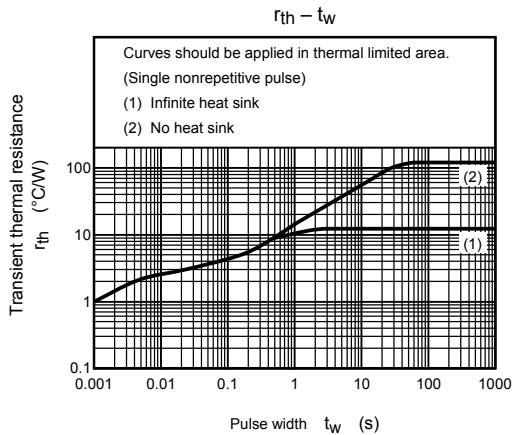 rth – tw
Curves should be applied in thermal limited area.
(Single nonrepetitive pulse)
(1) Infinite heat sink
(2) No heat sink
Transient thermal resistance
rth (°C/W)
100
10
1
0.1
(2)
(1)
0.001
0.01
0.1
1
10
100
1000
Pulse width tw (s)